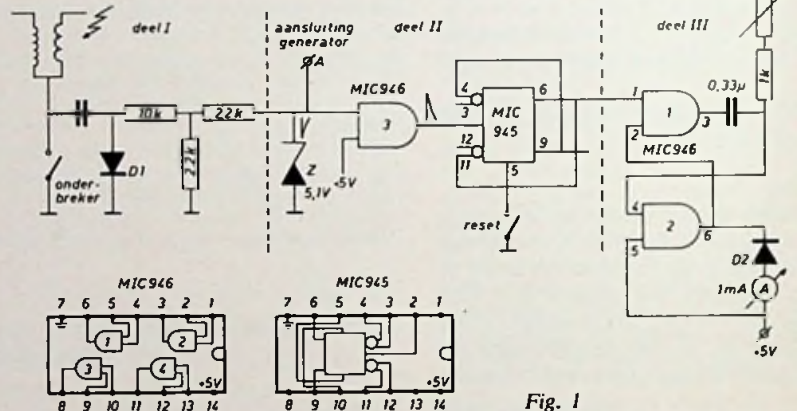 deel I
aansluiting generator
A
deel II
deel III
MIC946
MIC 945
10k
22k
2,2k
D1
onder-
breker
Z
5,1V
+5V
3
4
3
12
11
6
9
5
reset
1
2
1
3
MIC946
0,33µ
1k
4
5
2
6
D2
1mA
A
+5V
MIC946
7 6 5 4 3 2 1
1
2
3
4
+5V
8 9 10 11 12 13 14
MIC945
7 6 5 4 3 2 1
+5V
8 9 10 11 12 13 14
Fig. 1